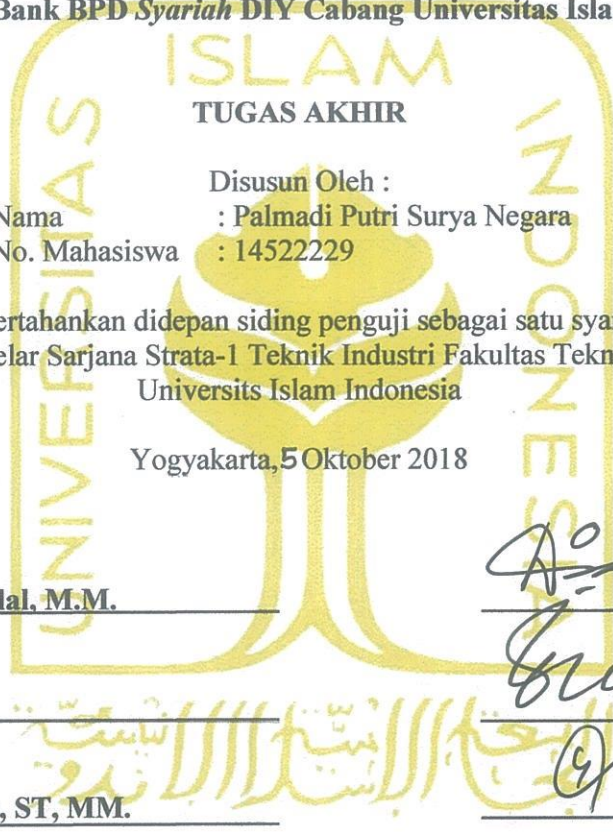 Bank BPD Syariah DIY Cabang Universitas Isla
ISLAM
UNIVERSITAS
INDONESIA
TUGAS AKHIR
Disusun Oleh :
Nama : Palmadi Putri Surya Negara
No. Mahasiswa : 14522229
ertahankan didepan siding penguji sebagai satu sya
elar Sarjana Strata-1 Teknik Industri Fakultas Tekn
Universits Islam Indonesia
Yogyakarta, 5 Oktober 2018
lal, M.M.
, ST, MM.